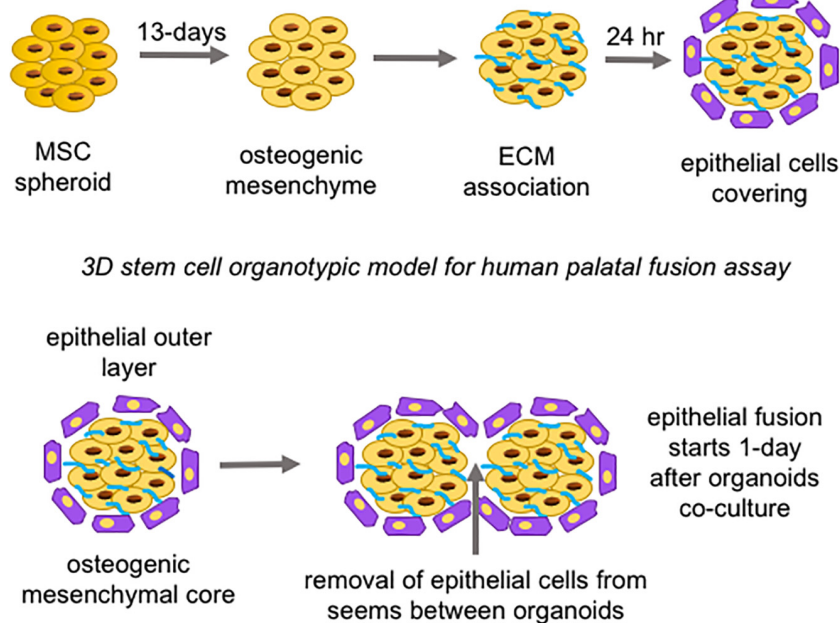 13-days
24 hr
MSC
spheroid
osteogenic
mesenchyme
ECM
association
epithelial cells
covering
3D stem cell organotypic model for human palatal fusion assay
epithelial outer
layer
osteogenic
mesenchymal core
removal of epithelial cells from
seems between organoids
epithelial fusion
starts 1-day
after organoids
co-culture